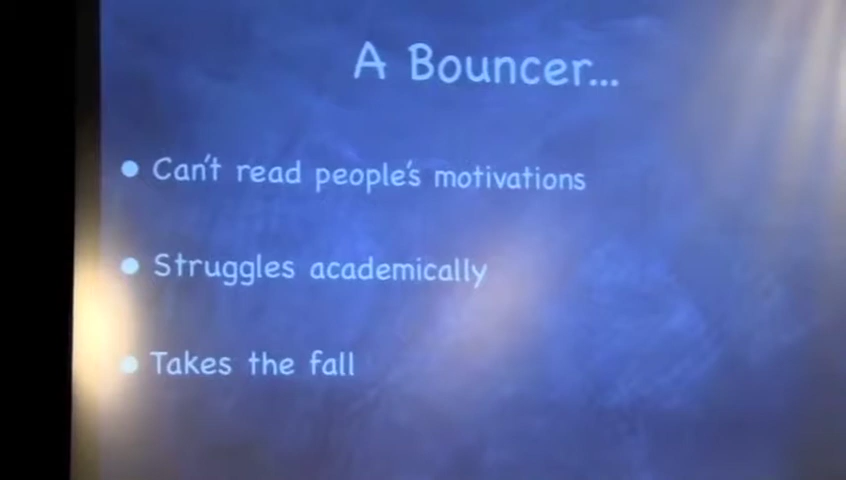 A Bouncer...
• Can't read people's motivations
• Struggles academically
• Takes the fall